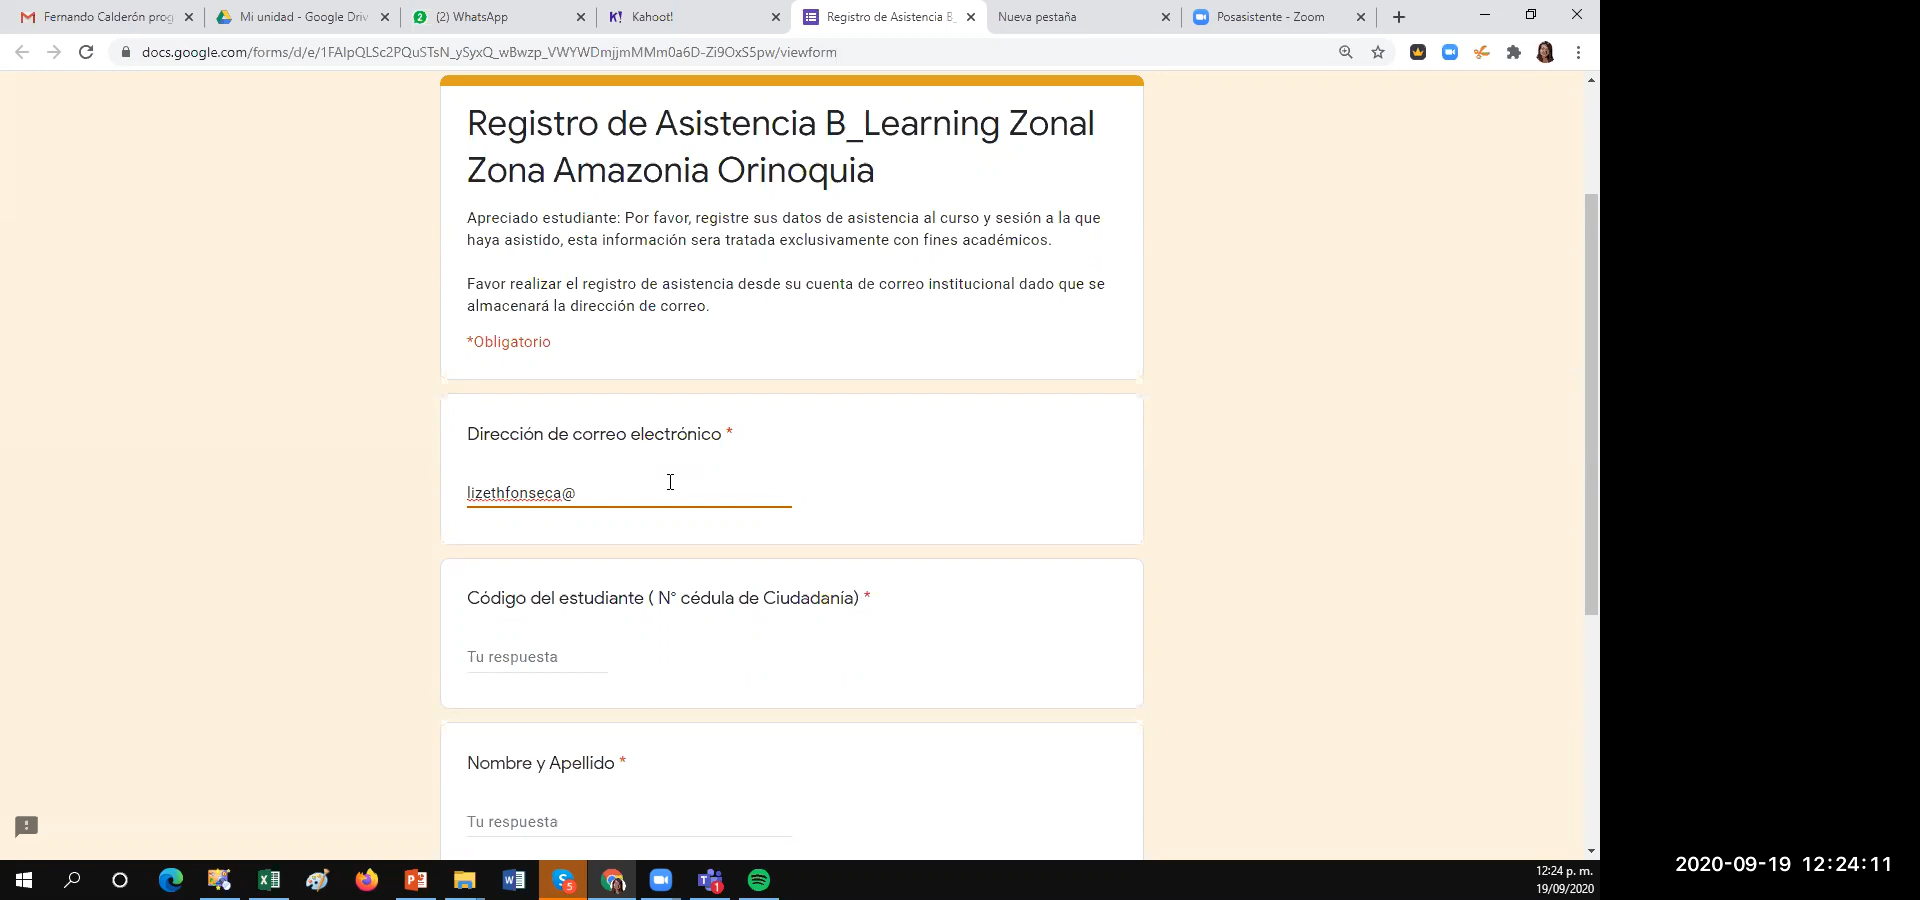 Fernando Calderón prog
Mi unidad - Google Driv
(2) WhatsApp
Kahoot!
Registro de Asistencia B_
Nueva pestaña
Posasistente - Zoom
docs.google.com/forms/d/e/1FAIpQLSc2PQuSTsN_ySyxQ_wBwzp_VWYWDmjjmMMm0a6D-Zi9OxS5pw/viewform
Registro de Asistencia B_Learning Zonal
Zona Amazonia Orinoquia
Apreciado estudiante: Por favor, registre sus datos de asistencia al curso y sesión a la que
haya asistido, esta información sera tratada exclusivamente con fines académicos.
Favor realizar el registro de asistencia desde su cuenta de correo institucional dado que se
almacenará la dirección de correo.
*Obligatorio
Dirección de correo electrónico *
lizethfonseca@
Código del estudiante ( N° cédula de Ciudadanía) *
Tu respuesta
Nombre y Apellido *
Tu respuesta
12:24 p. m.
19/09/2020
2020-09-19 12:24:11